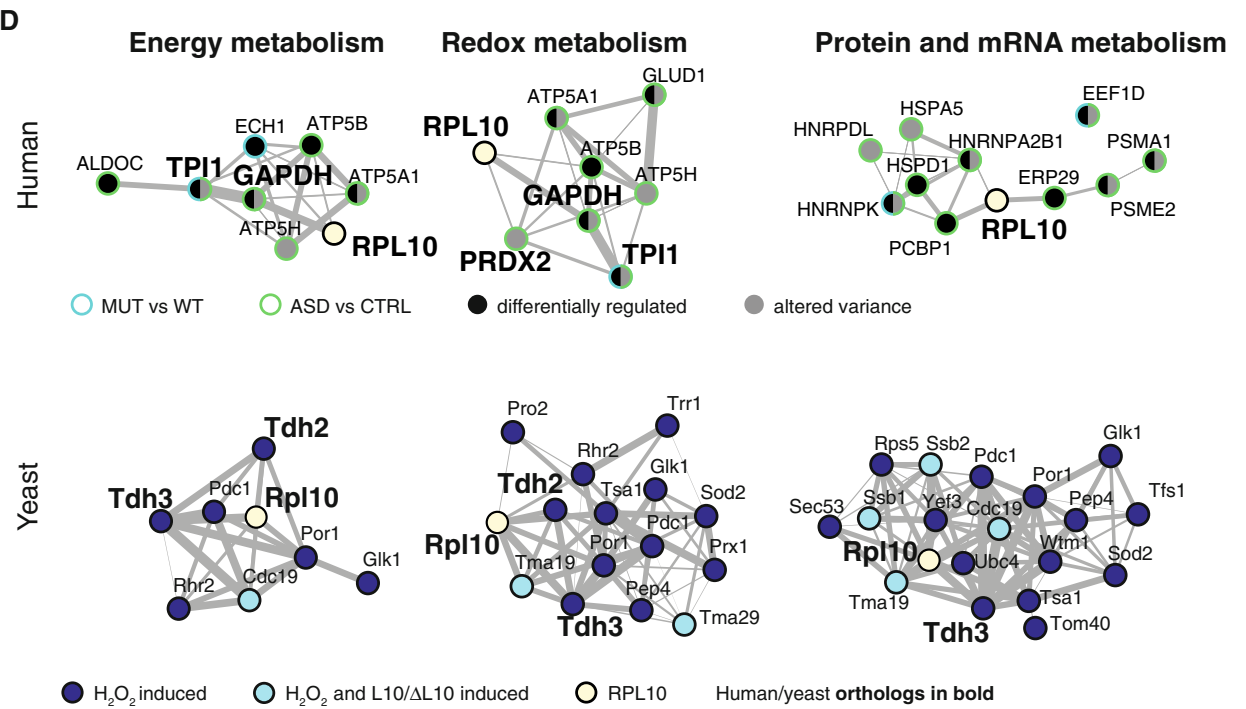 D
Energy metabolism
Redox metabolism
Protein and mRNA metabolism
Human
ALDOC
TPI1
ECH1
ATP5B
GAPDH
ATP5A1
ATP5H
RPL10
GLUD1
ATP5A1
RPL10
ATP5B
ATP5H
GAPDH
PRDX2
TPI1
EEF1D
HSPA5
HNRPDL
HNRNPA2B1
PSMA1
HSPD1
ERP29
HNRNPK
PSME2
RPL10
PCBP1
MUT vs WT
ASD vs CTRL
differentially regulated
altered variance
Yeast
Tdh2
Tdh3
Pdc1
Rpl10
Por1
Glk1
Rhr2
Cdc19
Pro2
Trr1
Rhr2
Glk1
Tdh2
Tsa1
Sod2
Pdc1
Rpl10
Por1
Prx1
Tma19
Pep4
Tma29
Tdh3
Glk1
Rps5
Ssb2
Pdc1
Por1
Tfs1
Sec53
Ssb1
Yef3
Cdc19
Pep4
Rpl10
Ubc4
Wtm1
Sod2
Tma19
Tsa1
Tdh3
Tom40
H₂O₂ induced
H₂O₂ and L10/ΔL10 induced
RPL10
Human/yeast orthologs in bold